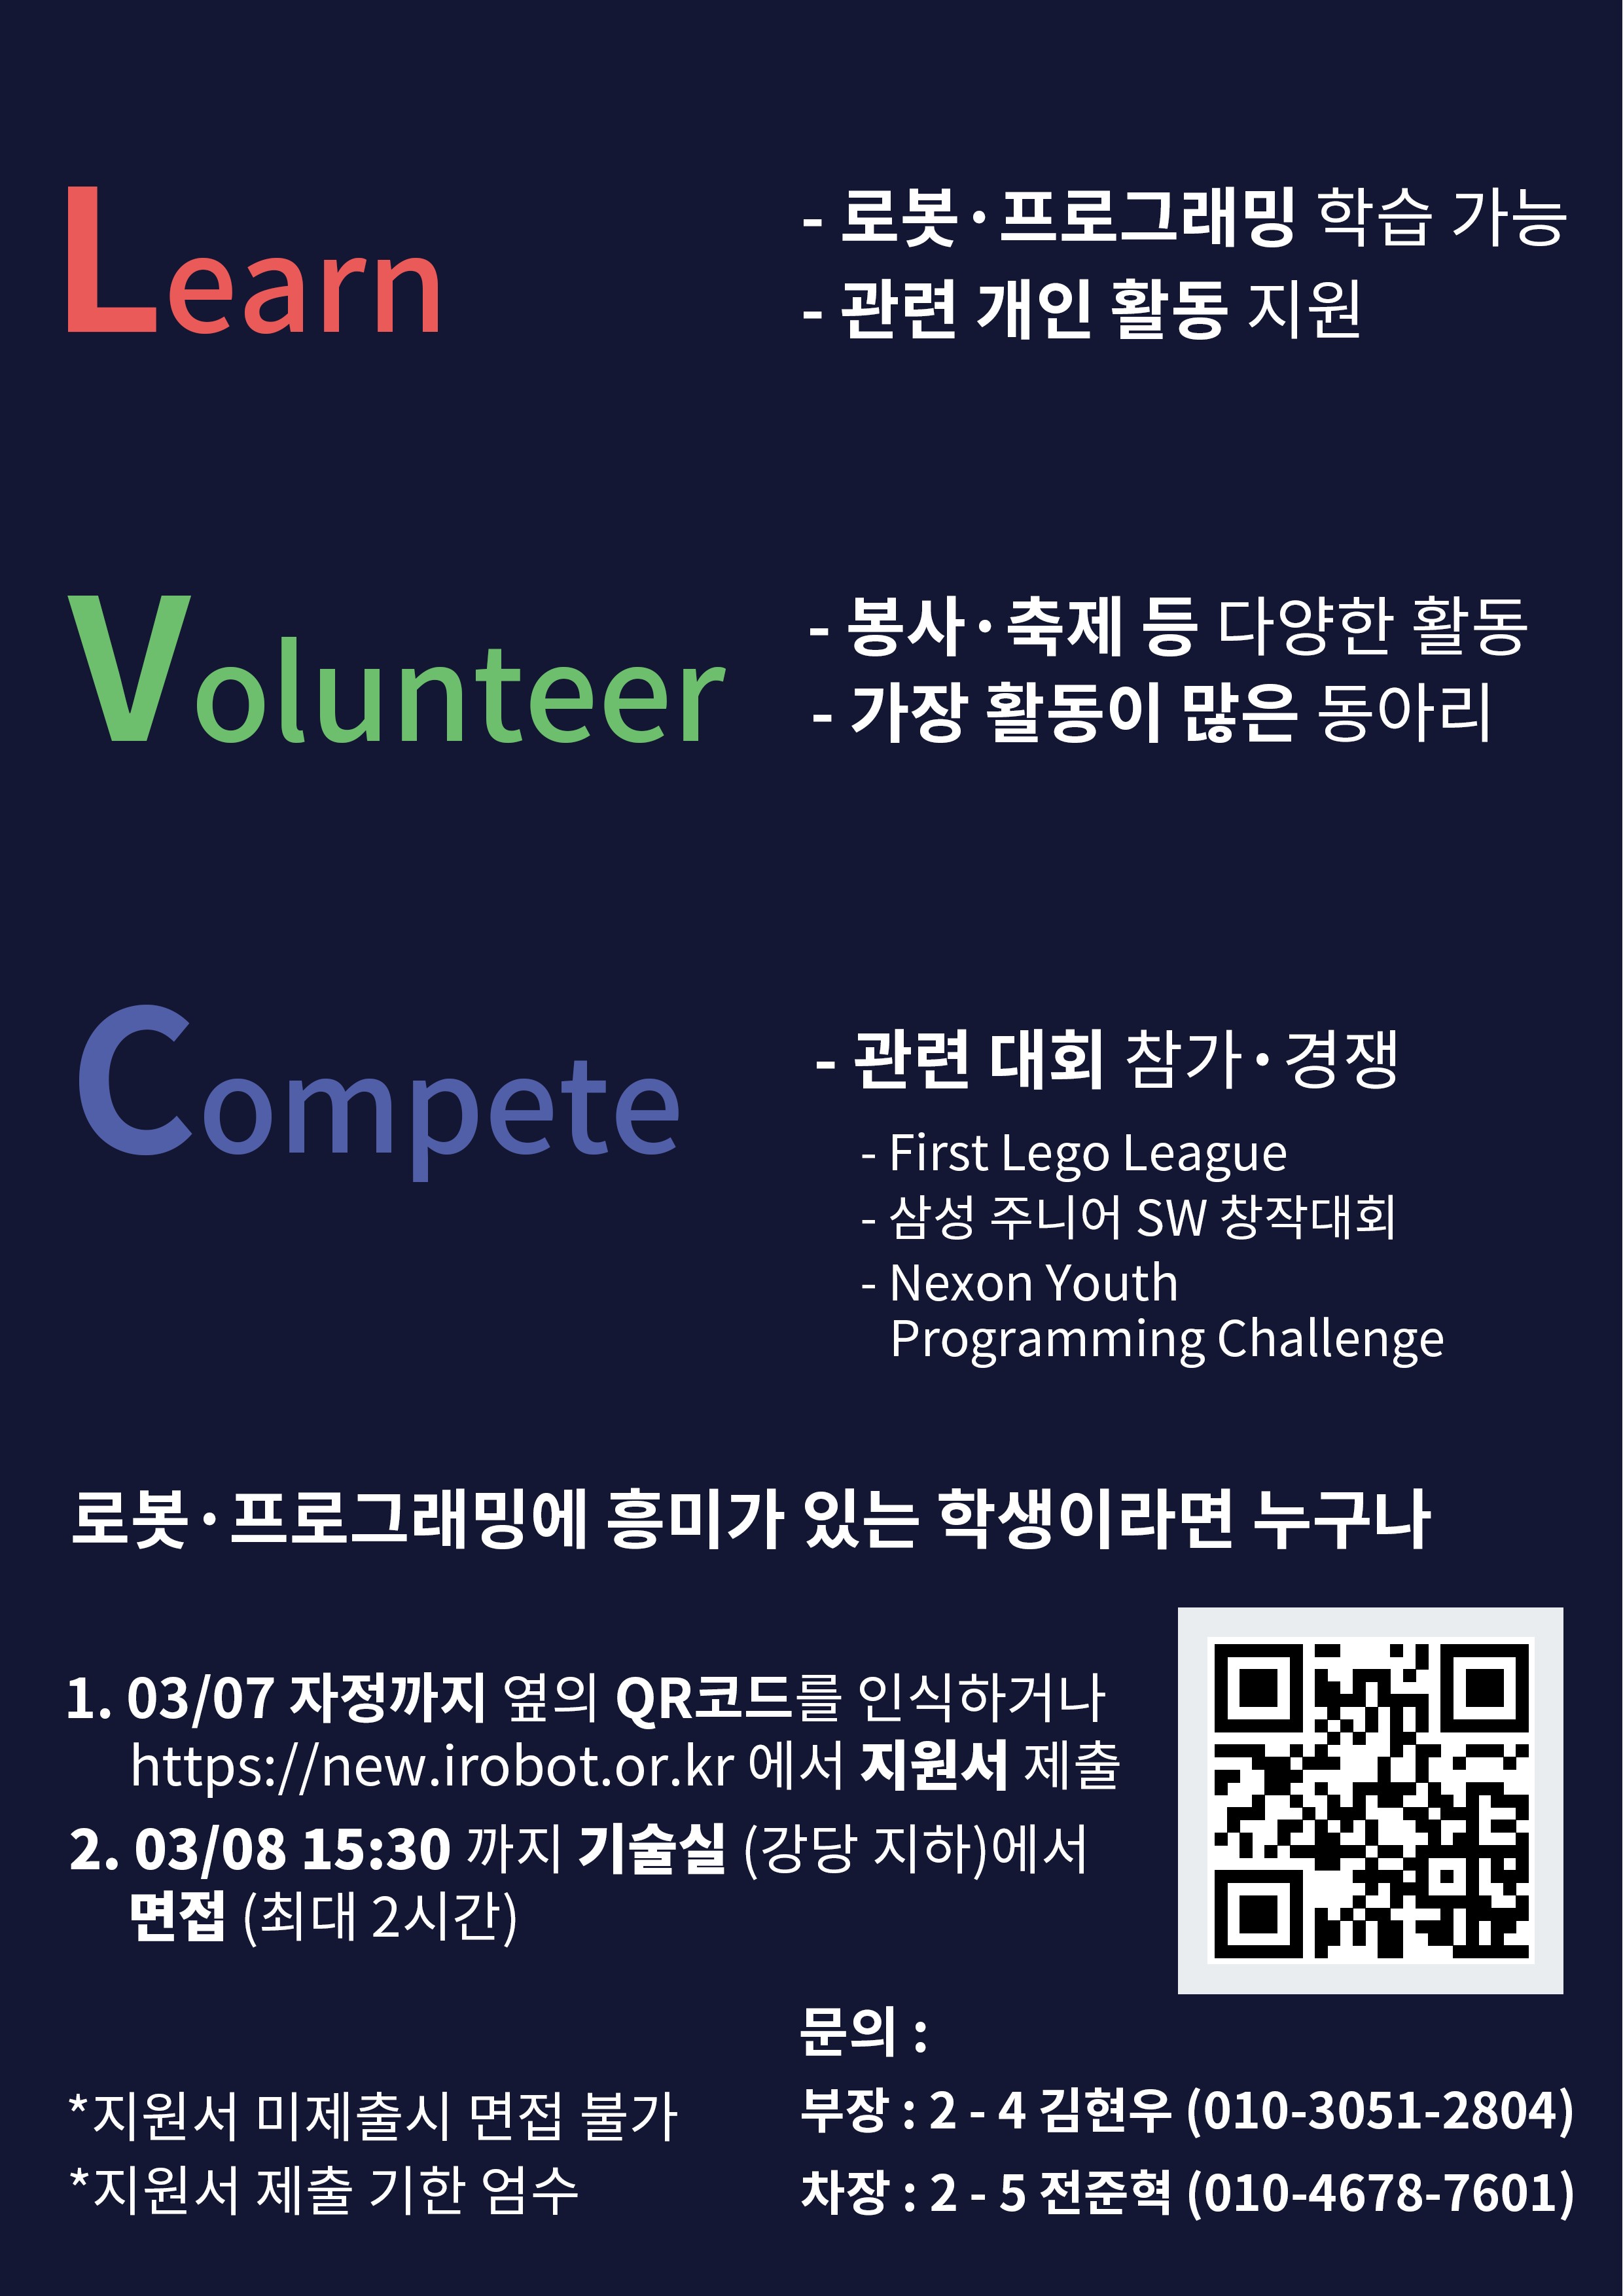 Learn
- 로봇·프로그래밍 학습 가능
- 관련 개인 활동 지원
Volunteer
- 봉사·축제 등 다양한 활동
- 가장 활동이 많은 동아리
Compete
- 관련 대회 참가·경쟁
- First Lego League
- 삼성 주니어 SW 창작대회
- Nexon Youth
Programming Challenge
로봇·프로그래밍에 흥미가 있는 학생이라면 누구나
1. 03/07 자정까지 옆의 QR코드를 인식하거나
https://new.irobot.or.kr 에서 지원서 제출
2. 03/08 15:30 까지 기술실 (강당 지하)에서
면접 (최대 2시간)
*지원서 미제출시 면접 불가
*지원서 제출 기한 엄수
문의 :
부장 : 2 - 4 김현우 (010-3051-2804)
차장 : 2 - 5 전준혁 (010-4678-7601)